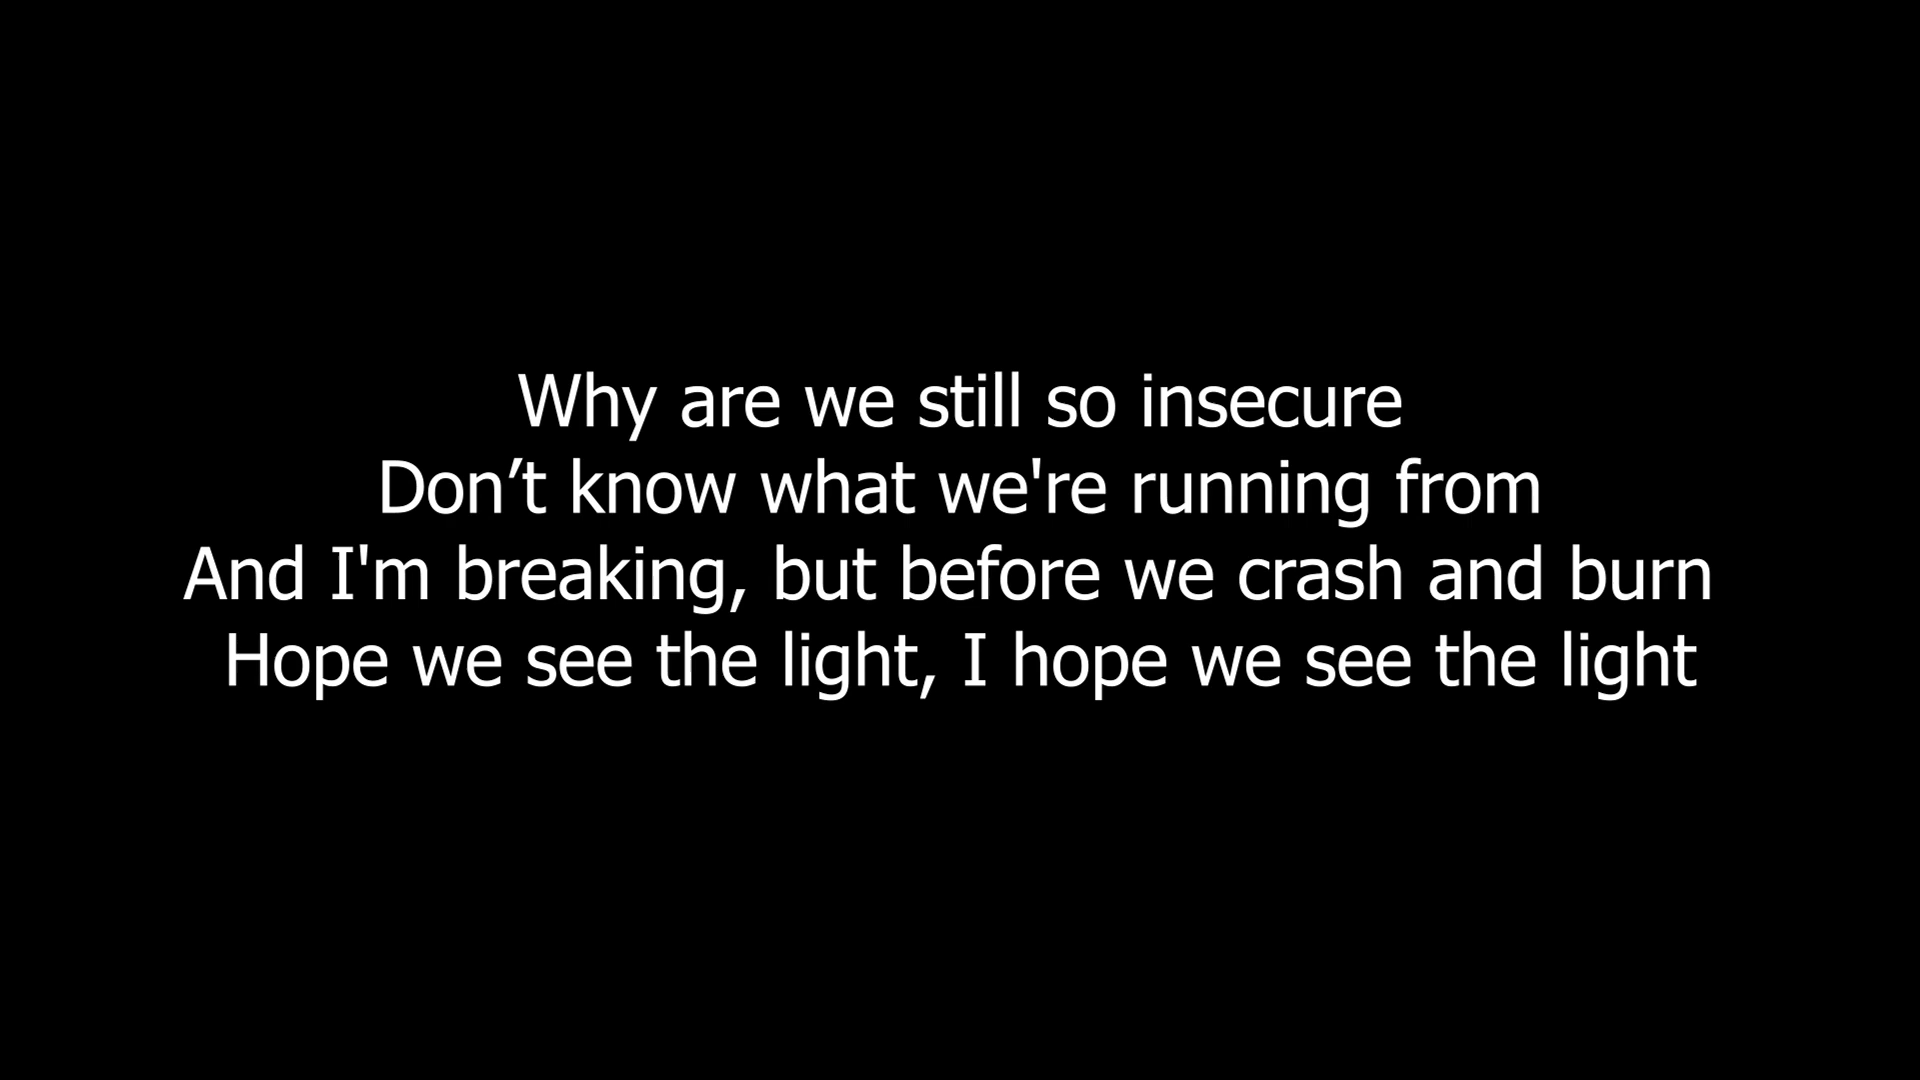 Why are we still so insecure
Don’t know what we're running from
And I'm breaking, but before we crash and burn
Hope we see the light, I hope we see the light